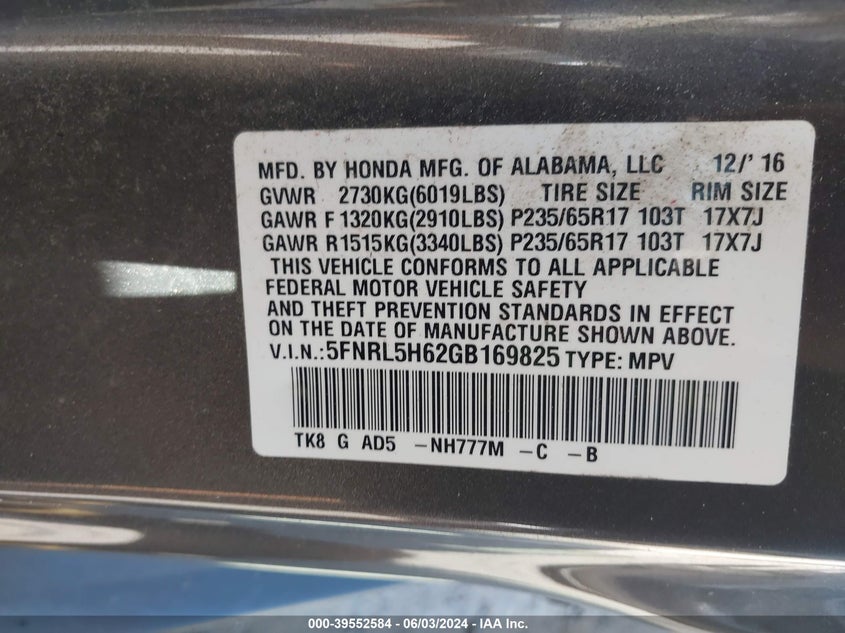 MFD. BY HONDA MFG. OF ALABAMA, LLC 12/' 16
GVWR 2730KG(6019LBS) TIRE SIZE RIM SIZE
GAWR F 1320KG(2910LBS) P235/65R17 103T 17X7J
GAWR R1515KG(3340LBS) P235/65R17 103T 17X7J
THIS VEHICLE CONFORMS TO ALL APPLICABLE
FEDERAL MOTOR VEHICLE SAFETY
AND THEFT PREVENTION STANDARDS IN EFFECT
ON THE DATE OF MANUFACTURE SHOWN ABOVE.
V.I.N.:5FNRL5H62GB169825 TYPE: MPV
TK8 G AD5 -NH777M -C -B
000-39552584 - 06/03/2024 - IAA Inc.